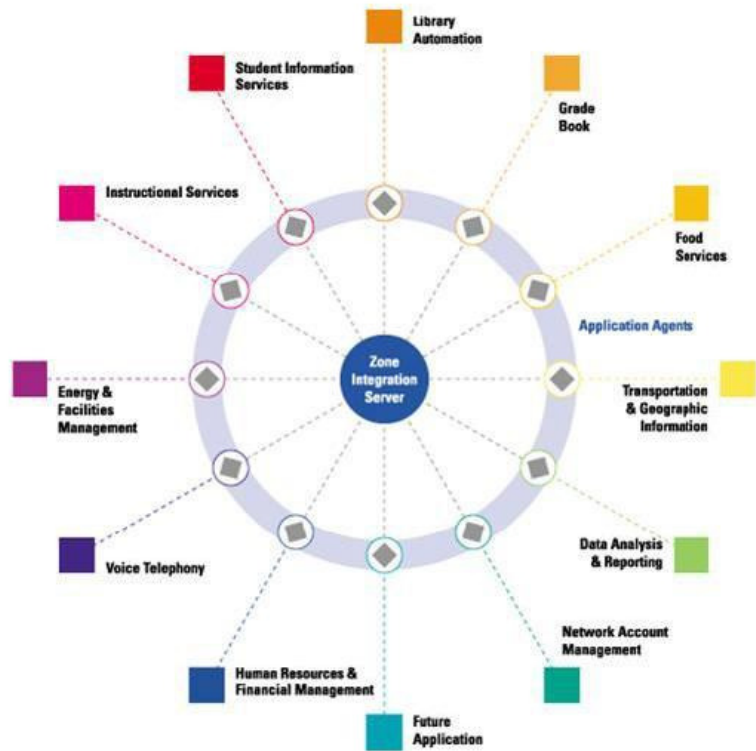 Library
Automation
Student Information
Services
Grade
Book
Instructional Services
Food
Services
Application Agents
Zone
Integration
Server
Energy &
Facilities
Management
Transportation
& Geographic
Information
Voice Telephony
Data Analysis
& Reporting
Network Account
Management
Human Resources &
Financial Management
Future
Application